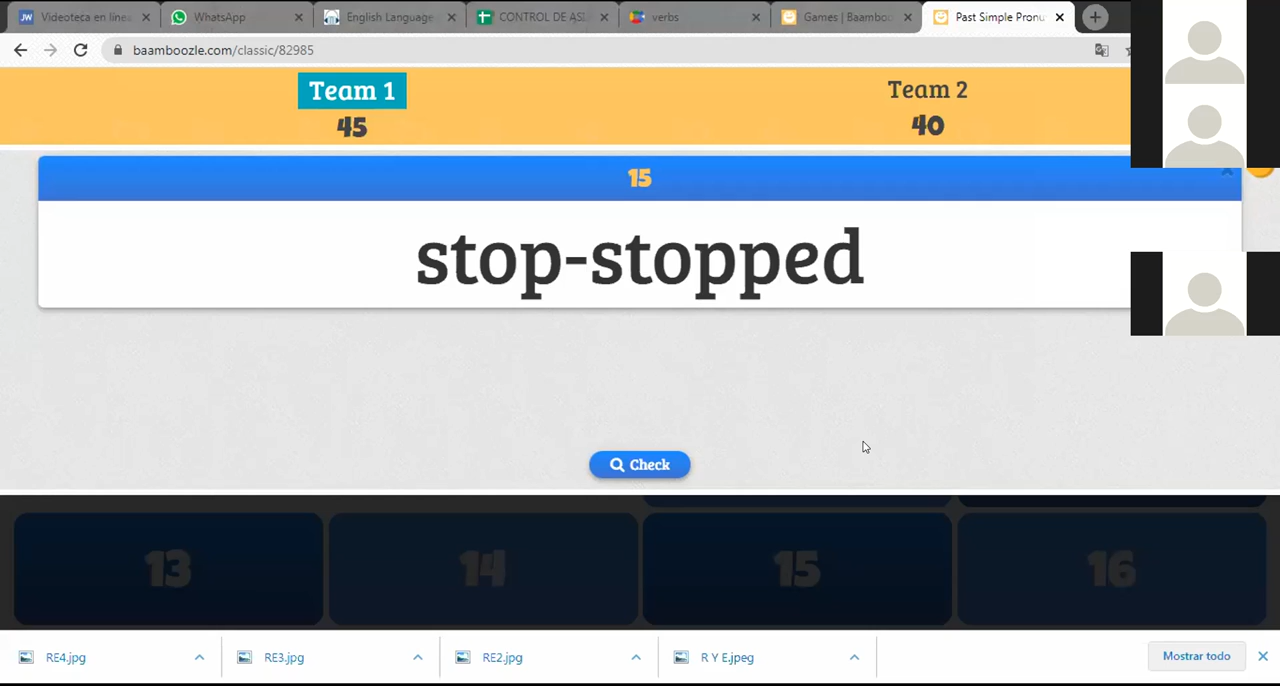 Videoteca en línea
WhatsApp
English Language
CONTROL DE ASI
verbs
Games | Baamboo
Past Simple Pronu
baamboozle.com/classic/82985
Team 1
45
Team 2
40
15
stop-stopped
Check
13
14
15
16
RE4.jpg
RE3.jpg
RE2.jpg
R Y E.jpeg
Mostrar todo